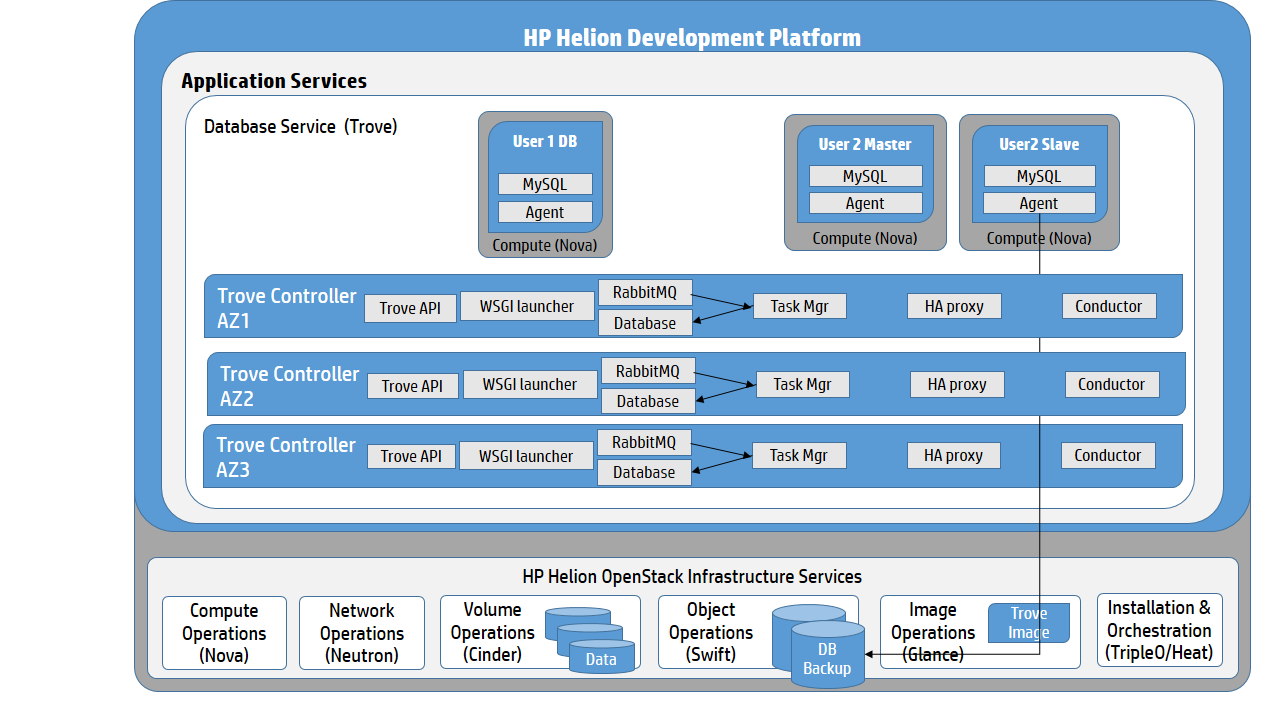 HP Helion Development Platform
Application Services
Database Service (Trove)
User 1 DB
MySQL
Agent
Compute (Nova)
User 2 Master
MySQL
Agent
Compute (Nova)
User2 Slave
MySQL
Agent
Compute (Nova)
Trove Controller
AZ1
Trove API
WSGI launcher
RabbitMQ
Database
Task Mgr
HA proxy
Conductor
Trove Controller
AZ2
Trove API
WSGI launcher
RabbitMQ
Database
Task Mgr
HA proxy
Conductor
Trove Controller
AZ3
Trove API
WSGI launcher
RabbitMQ
Database
Task Mgr
HA proxy
Conductor
HP Helion OpenStack Infrastructure Services
Compute
Operations
(Nova)
Network
Operations
(Neutron)
Volume
Operations
(Cinder)
Data
Object
Operations
(Swift)
DB
Backup
Image
Operations
(Glance)
Trove
Image
Installation &
Orchestration
(TripleO/Heat)